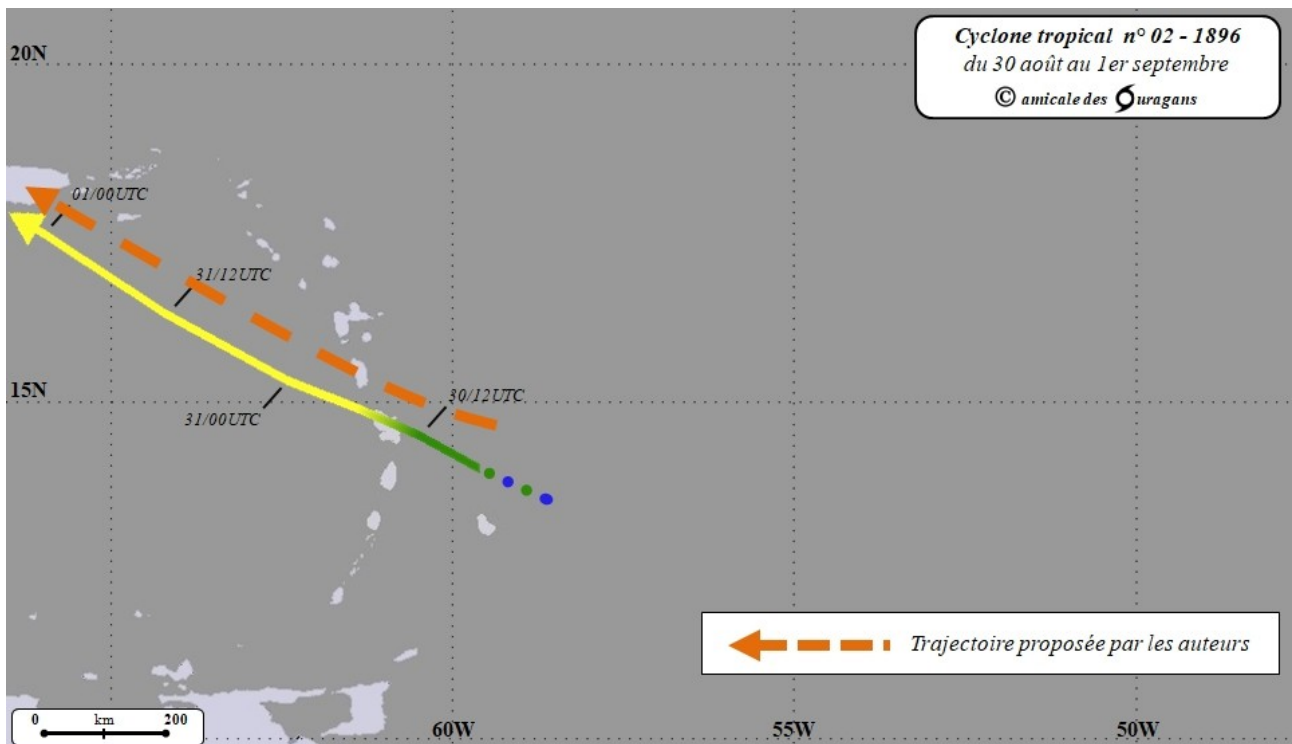 Cyclone tropical n° 02 - 1896
du 30 août au 1er septembre
© amicale des Ouragans
20N
01/00UTC
31/12UTC
30/12UTC
15N
31/00UTC
Trajectoire proposée par les auteurs
0 km 200
60W
55W
50W